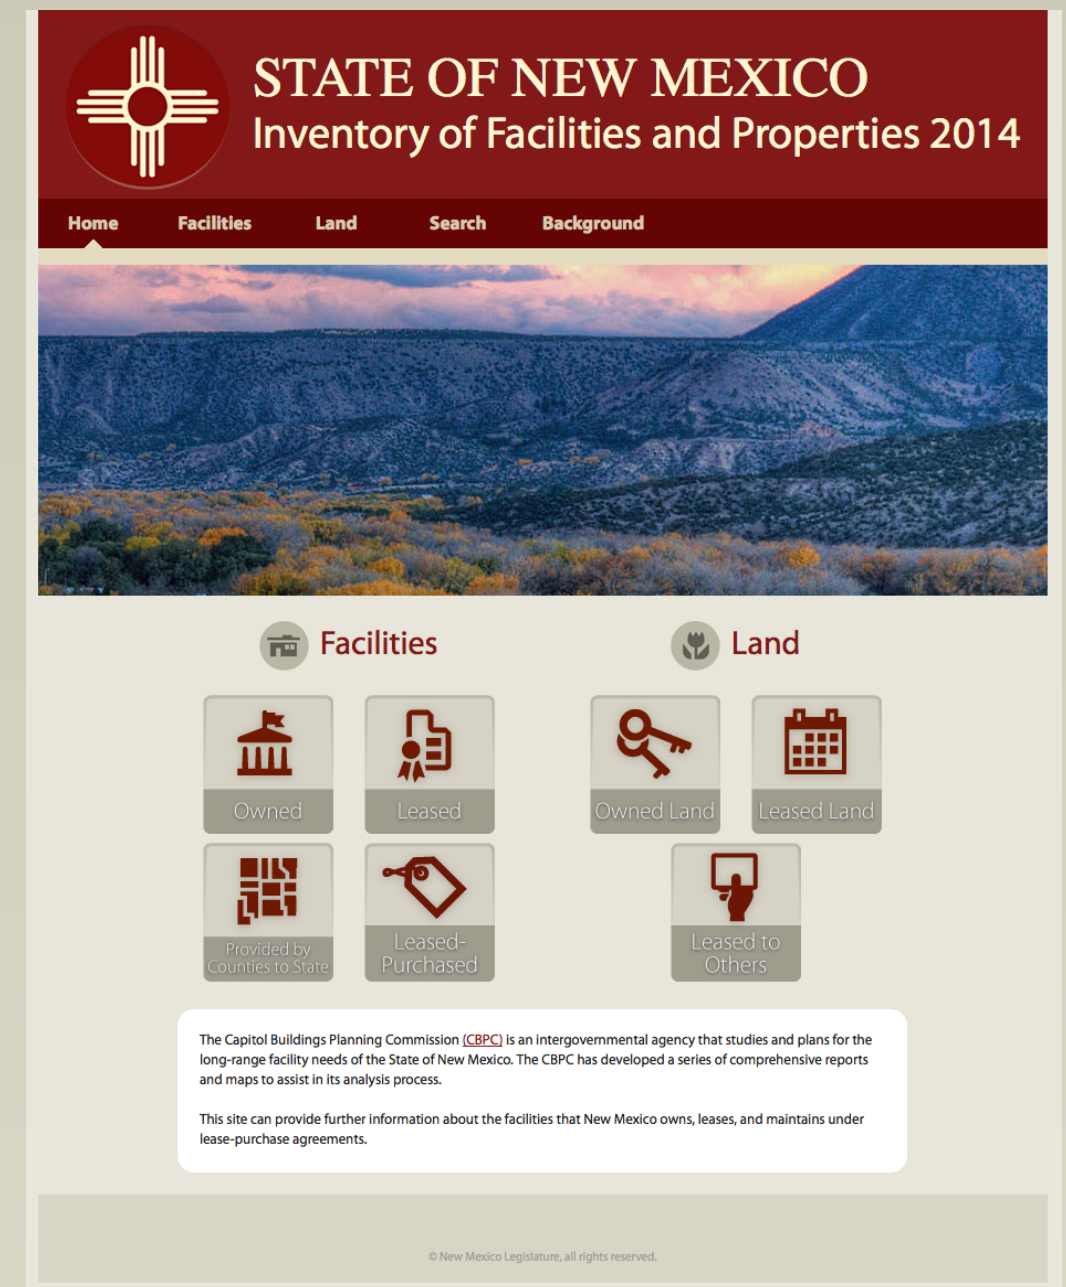 STATE OF NEW MEXICO
Inventory of Facilities and Properties 2014
Home Facilities Land Search Background
Facilities
Land
Owned
Leased
Owned Land
Leased Land
Provided by
Counties to State
Leased-
Purchased
Leased to
Others
The Capitol Buildings Planning Commission (CBPC) is an intergovernmental agency that studies and plans for the
long-range facility needs of the State of New Mexico. The CBPC has developed a series of comprehensive reports
and maps to assist in its analysis process.
This site can provide further information about the facilities that New Mexico owns, leases, and maintains under
lease-purchase agreements.
© New Mexico Legislature, all rights reserved.